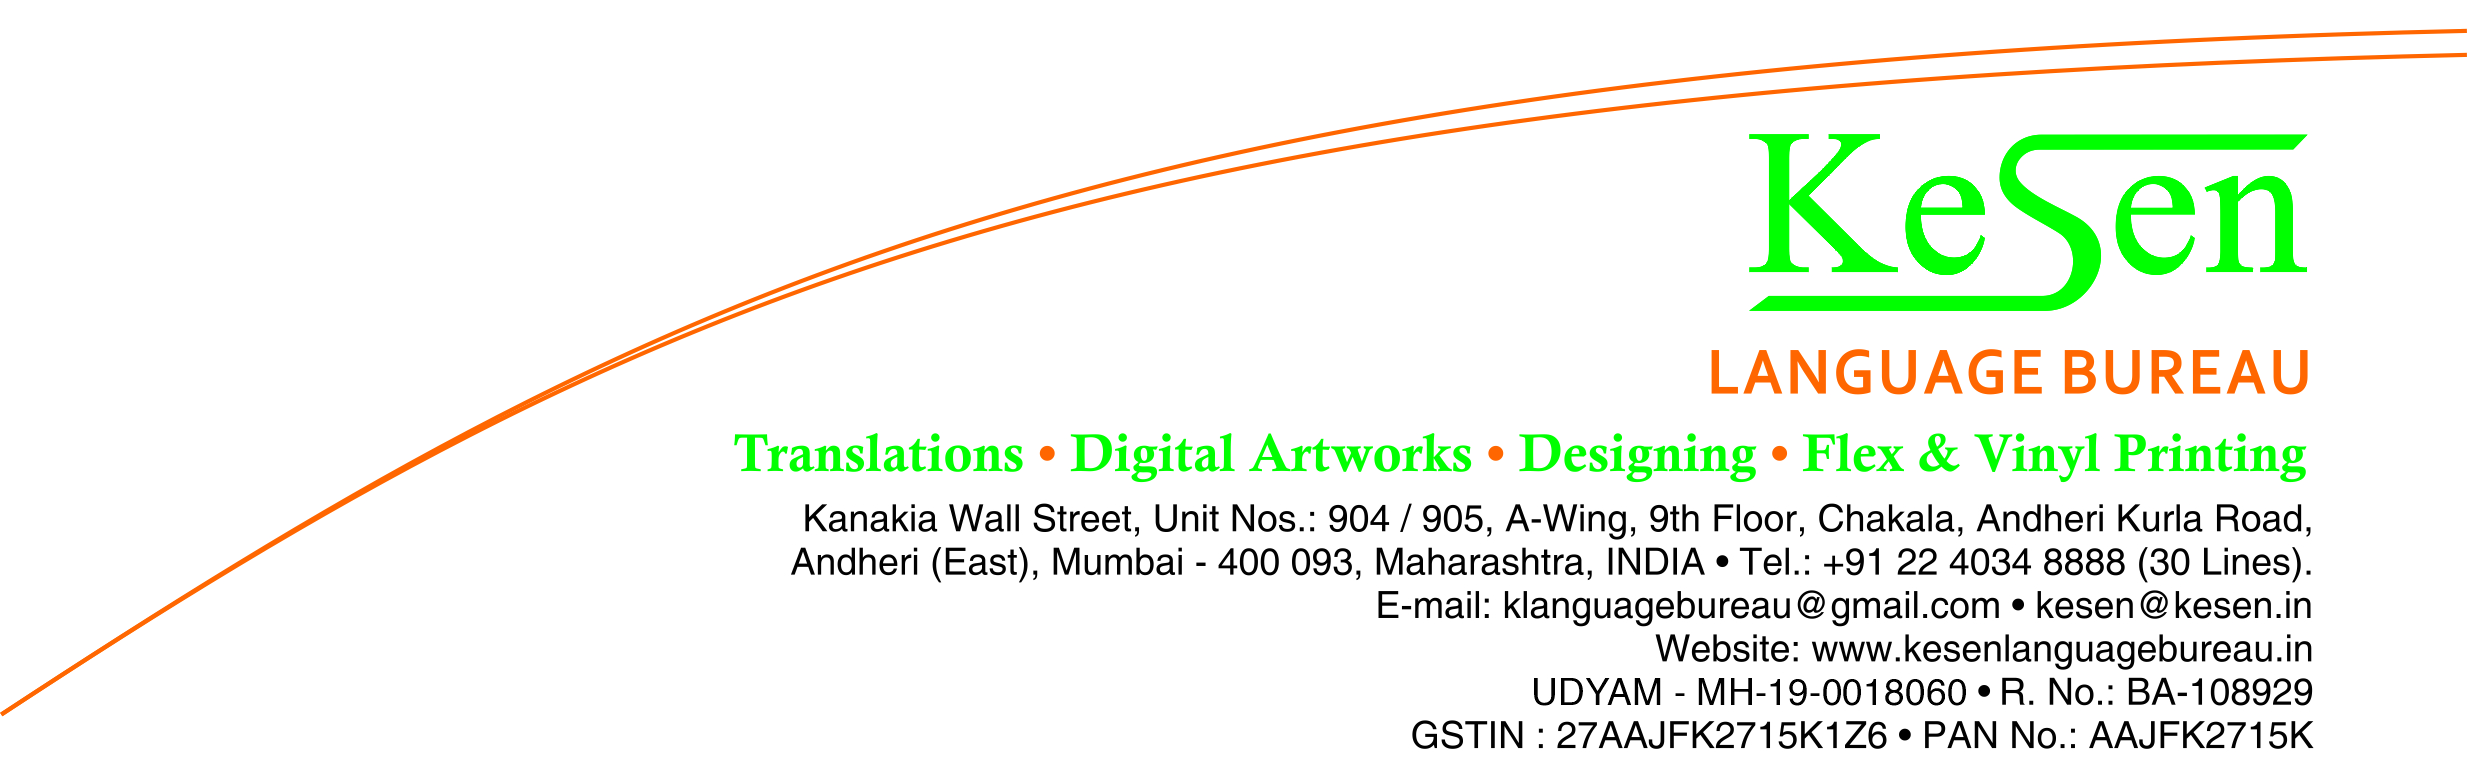 KeSen
LANGUAGE BUREAU
Translations • Digital Artworks • Designing • Flex & Vinyl Printing
Kanakia Wall Street, Unit Nos.: 904 / 905, A-Wing, 9th Floor, Chakala, Andheri Kurla Road,
Andheri (East), Mumbai - 400 093, Maharashtra, INDIA • Tel.: +91 22 4034 8888 (30 Lines).
E-mail: klanguagebureau@gmail.com • kesen@kesen.in
Website: www.kesenlanguagebureau.in
UDYAM - MH-19-0018060 • R. No.: BA-108929
GSTIN : 27AAJFK2715K1Z6 • PAN No.: AAJFK2715K